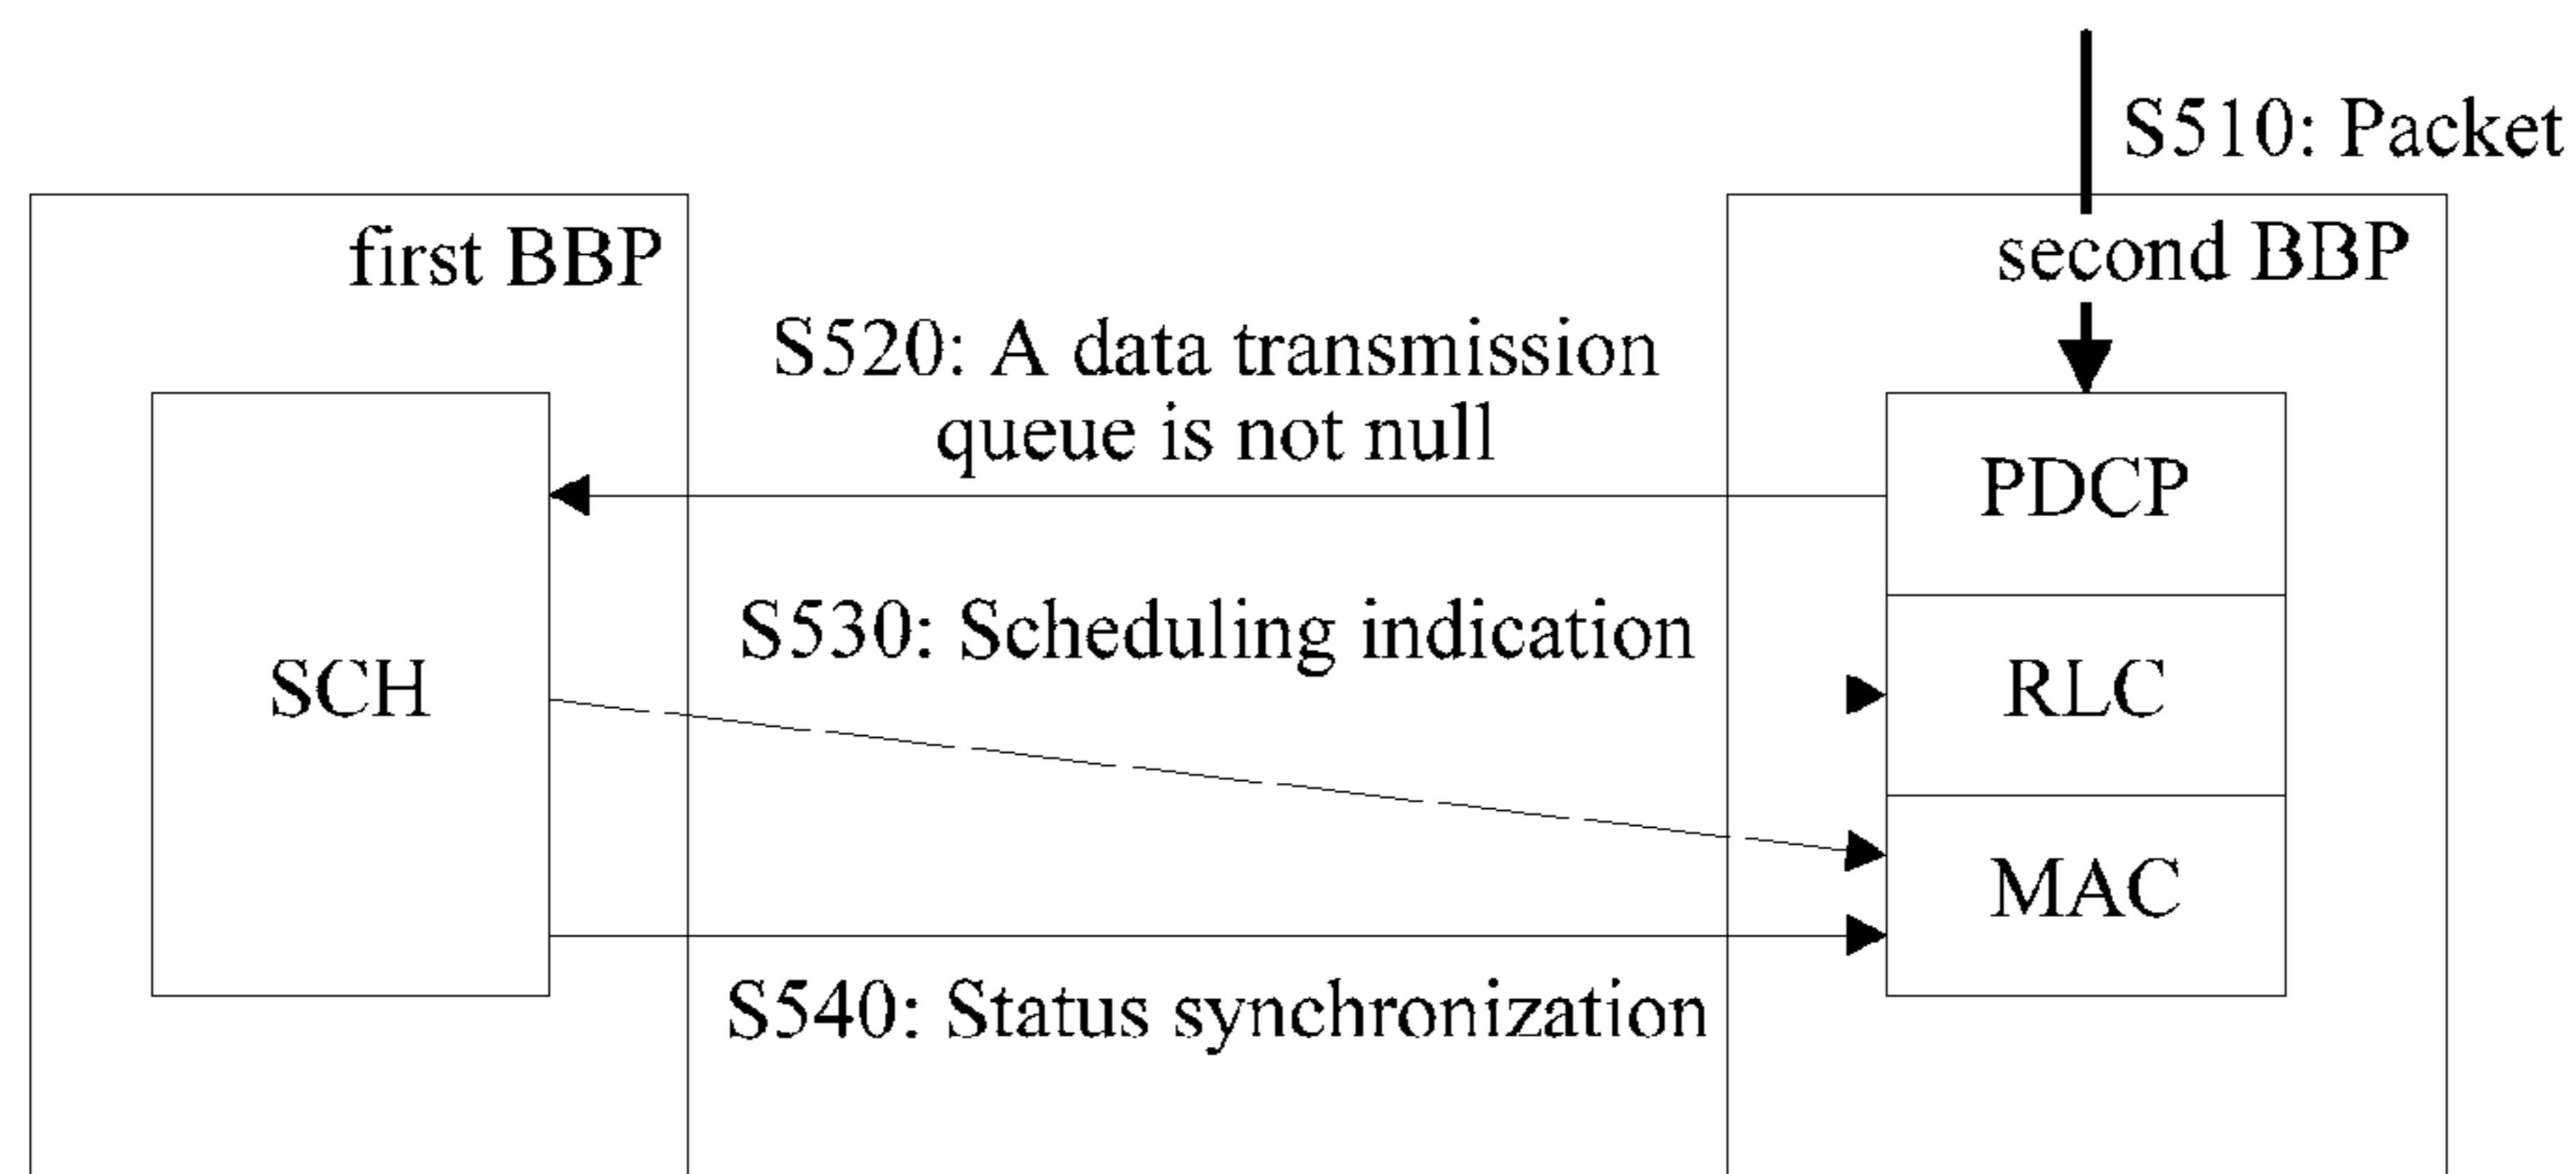 S510: Packet
first BBP
second BBP
S520: A data transmission
queue is not null
PDCP
S530: Scheduling indication
SCH
RLC
MAC
S540: Status synchronization